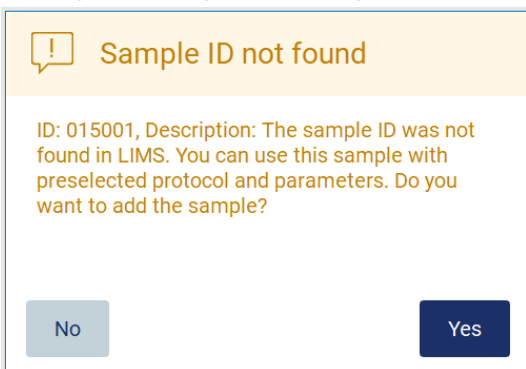 Sample ID not found
ID: 015001, Description: The sample ID was not
found in LIMS. You can use this sample with
preselected protocol and parameters. Do you
want to add the sample?
No
Yes